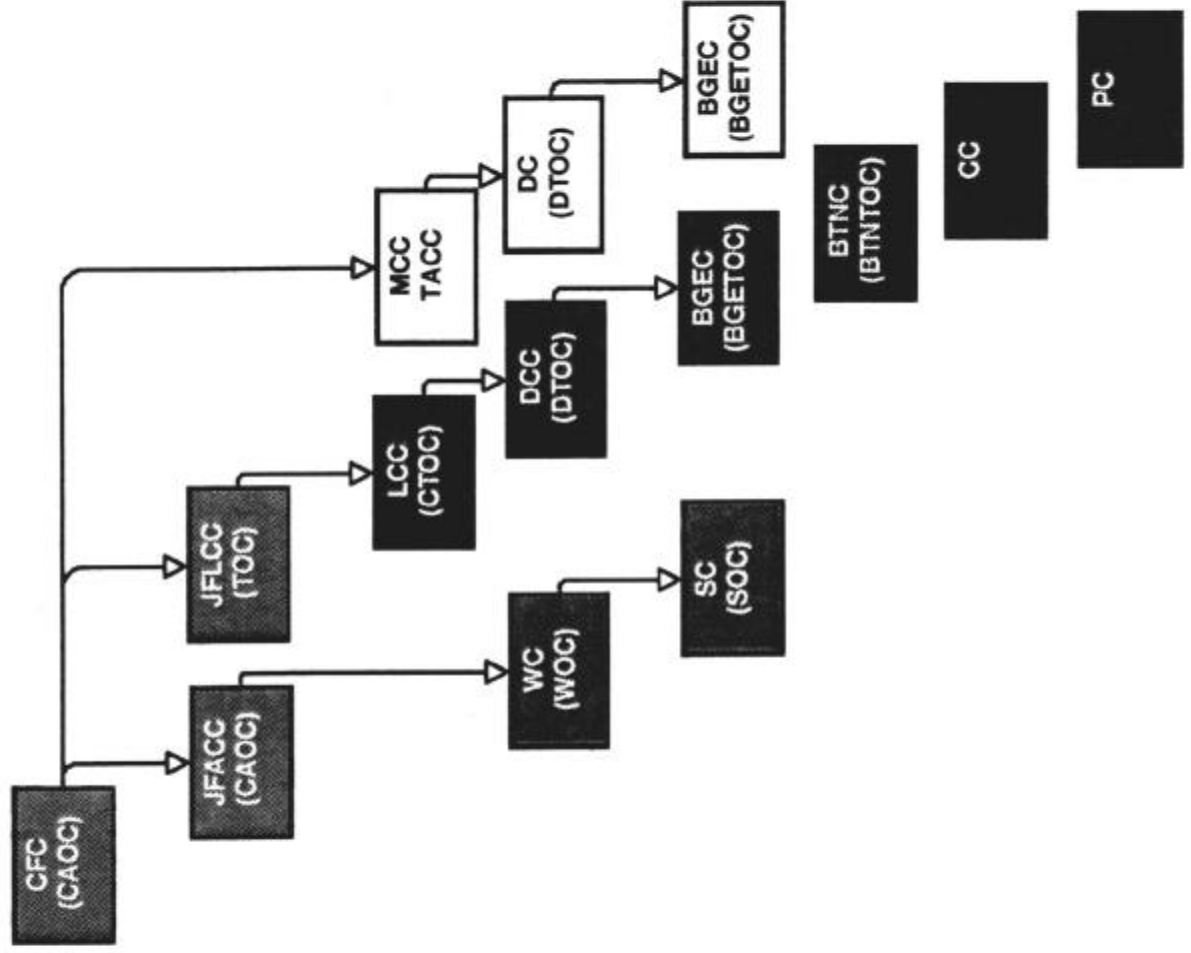 CFC
(CAOC)
JFACC
(CAOC)
JFLCC
(TOC)
LCC
(CTOC)
MCC
TACC
WC
(WOC)
DCC
(DTOC)
DC
(DTOC)
SC
(SOC)
BGEC
(BGETOC)
BGEC
(BGETOC)
BTNC
(BTNTOC)
CC
PC